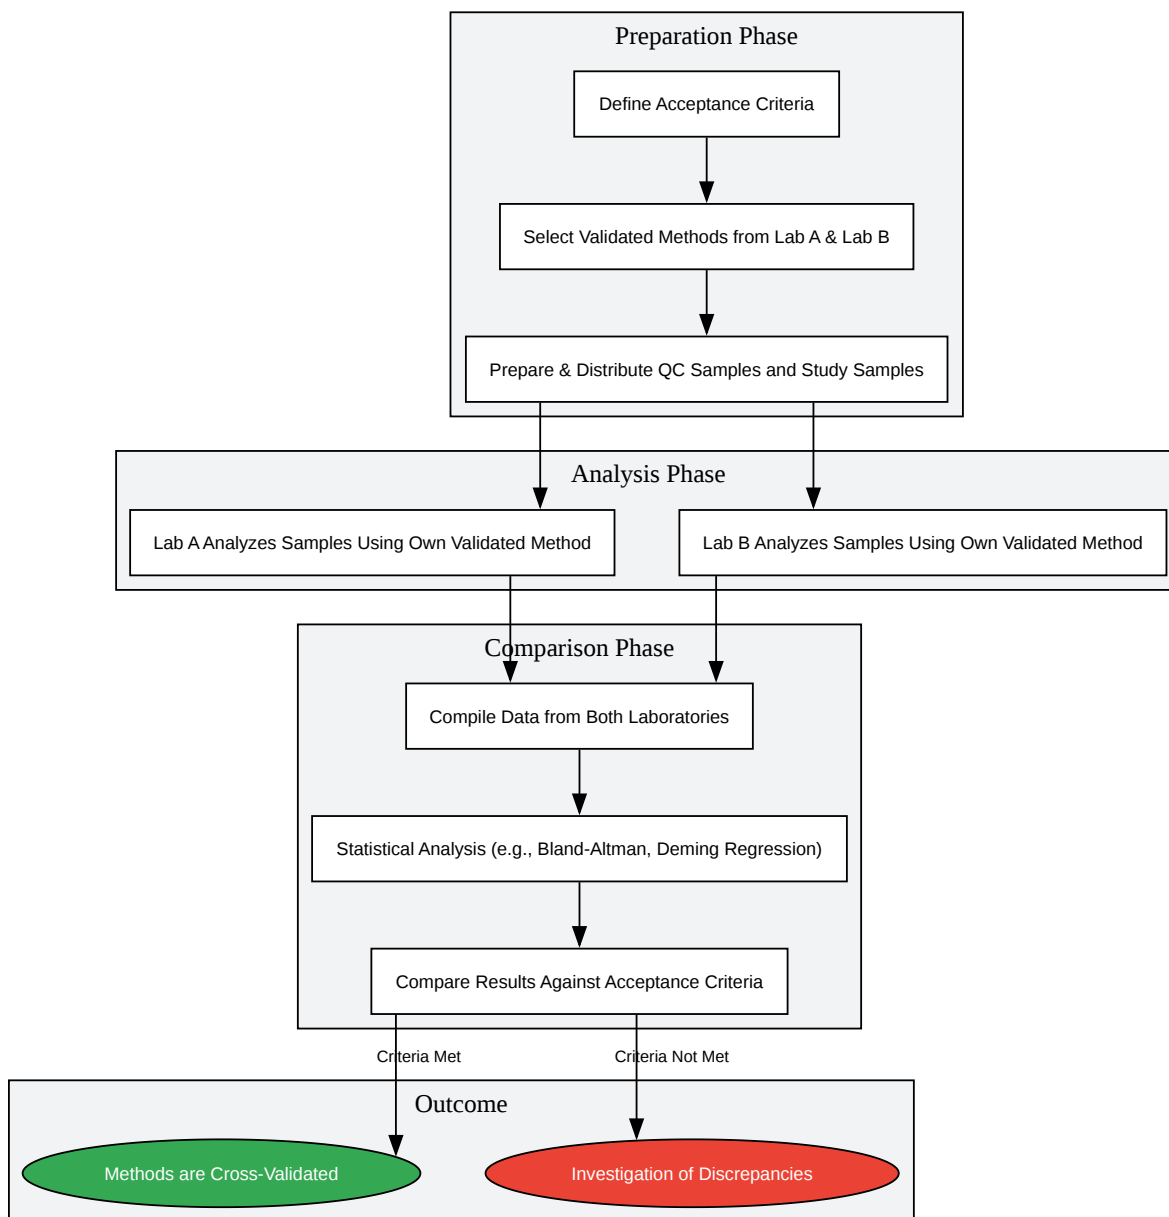 Preparation Phase
Define Acceptance Criteria
Select Validated Methods from Lab A & Lab B
Prepare & Distribute QC Samples and Study Samples
Analysis Phase
Lab A Analyzes Samples Using Own Validated Method
Lab B Analyzes Samples Using Own Validated Method
Comparison Phase
Compile Data from Both Laboratories
Statistical Analysis (e.g., Bland-Altman, Deming Regression)
Compare Results Against Acceptance Criteria
Criteria Met
Criteria Not Met
Outcome
Methods are Cross-Validated
Investigation of Discrepancies